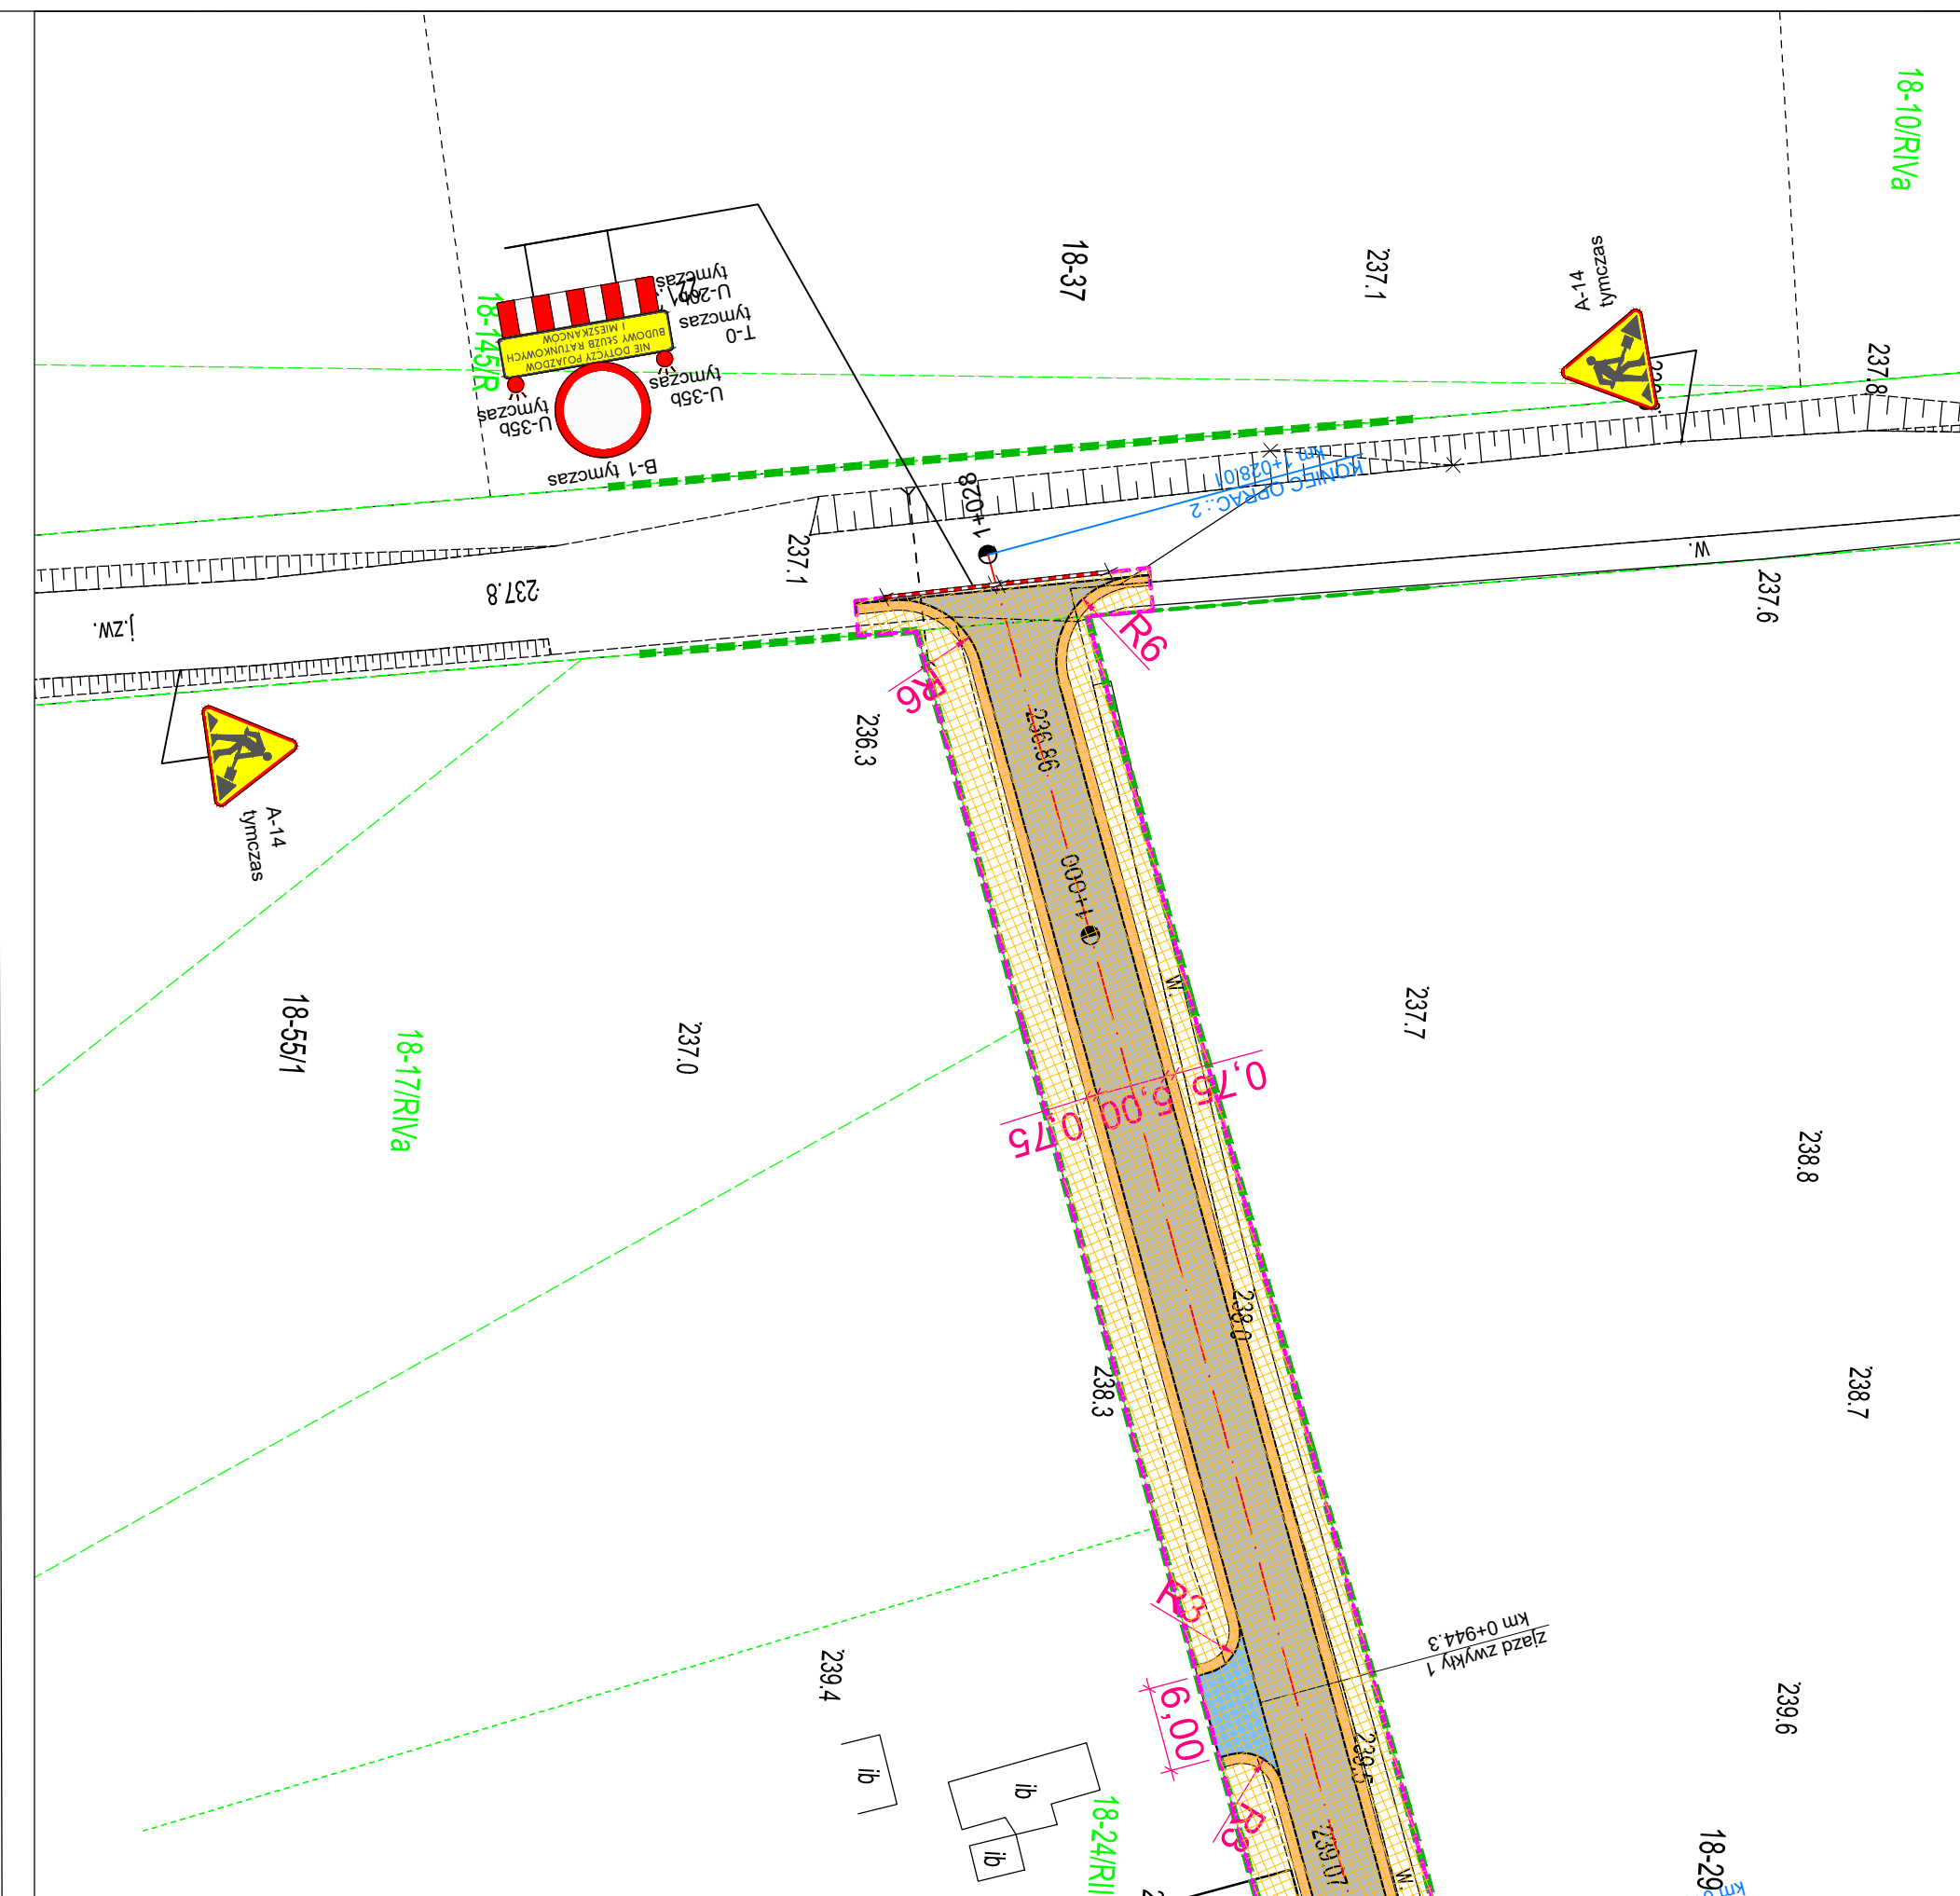 18-10/RIVa
18-37
237.1
A-14
tymczas
237.8
18-145/R
U-20b
tymczas
T-0
tymczas
NIE DOTYCZY POJAZDÓW
BUDOWY SŁUŻB RATUNKOWYCH
I MIESZKAŃCÓW
U-35b
tymczas
U-35b
tymczas
B-1 tymczas
1+028
KONIEC OPRAC.: 2
km 1+028.01
237.1
237.8
j.zw.
w.
237.6
R6
R6
236.3
236.86
A-14
tymczas
1+000
w.
18-55/1
18-17/RIVa
237.0
237.7
0,75
5,00
0,75
238.8
238.0
238.3
238.7
R3
zjazd zwykły 1
km 0+944.3
239.4
6,00
239.6
ib
ib
ib
R3
18-24/RII
239.07
w.
18-29
km